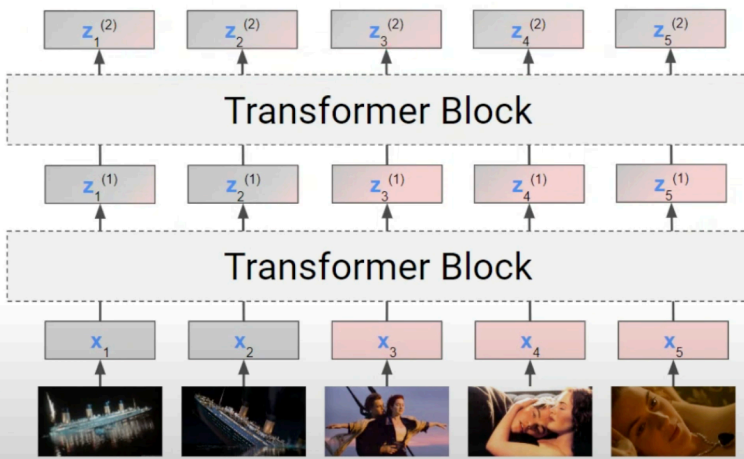 z₁⁽²⁾ z₂⁽²⁾ z₃⁽²⁾ z₄⁽²⁾ z₅⁽²⁾
Transformer Block
z₁⁽¹⁾ z₂⁽¹⁾ z₃⁽¹⁾ z₄⁽¹⁾ z₅⁽¹⁾
Transformer Block
x₁ x₂ x₃ x₄ x₅